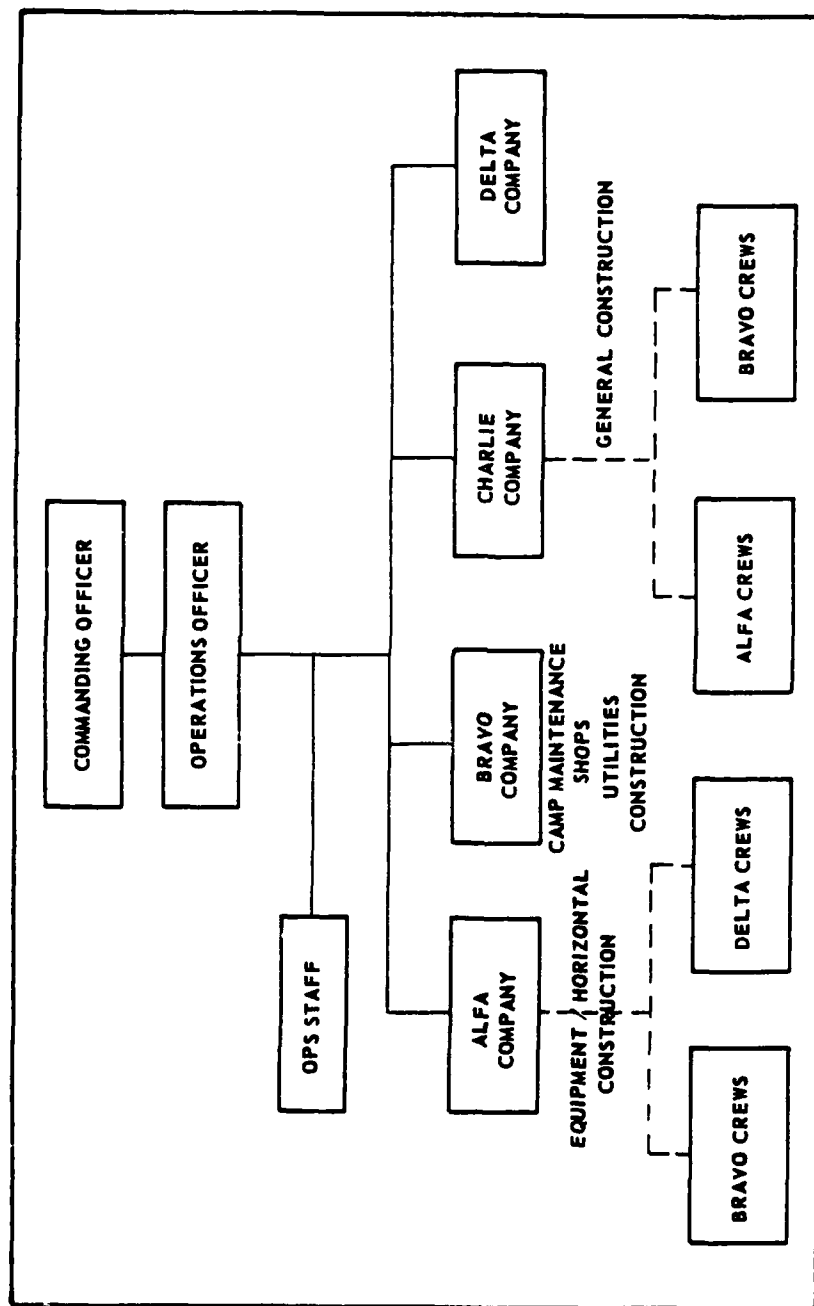 COMMANDING OFFICER
OPERATIONS OFFICER
OPS STAFF
ALFA
COMPANY
BRAVO
COMPANY
CHARLIE
COMPANY
DELTA
COMPANY
EQUIPMENT / HORIZONTAL
CONSTRUCTION
CAMP MAINTENANCE
SHOPS
UTILITIES
CONSTRUCTION
GENERAL CONSTRUCTION
BRAVO CREWS
DELTA CREWS
ALFA CREWS
BRAVO CREWS